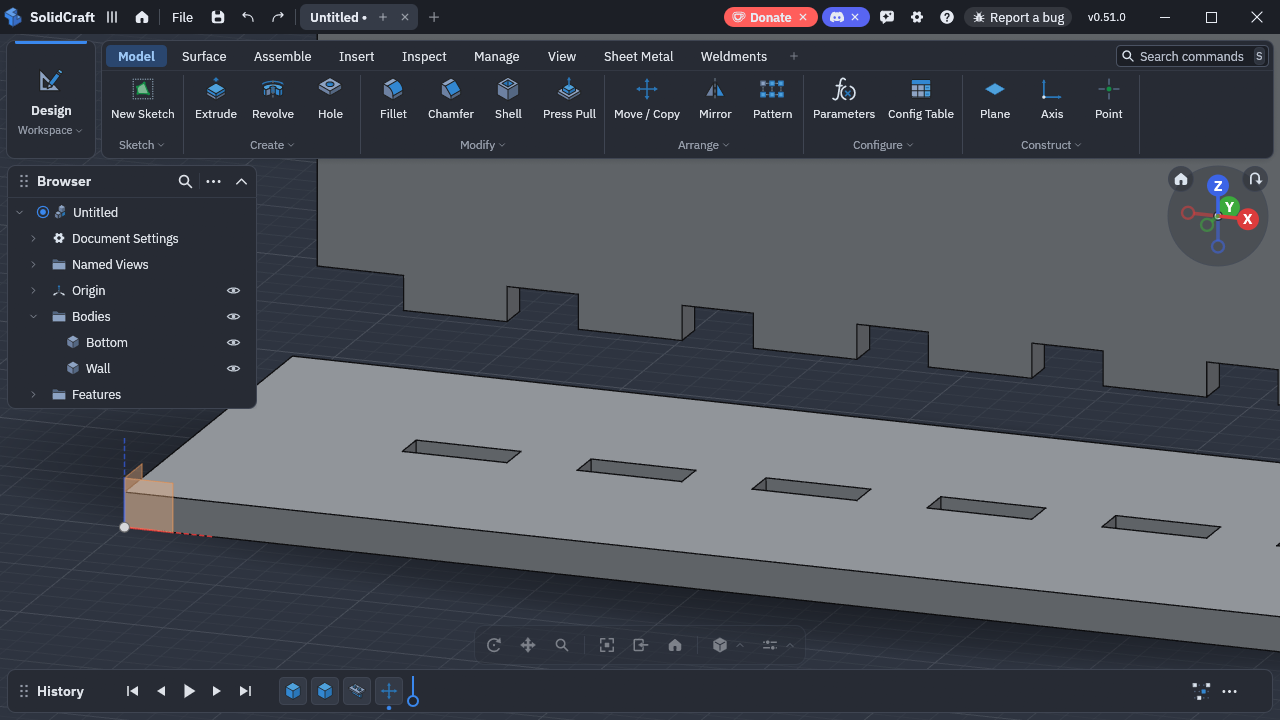 SolidCraft
File
Untitled •
Donate
Report a bug
v0.51.0
Design
Workspace
Model
Surface
Assemble
Insert
Inspect
Manage
View
Sheet Metal
Weldments
Search commands
S
New Sketch
Extrude
Revolve
Hole
Fillet
Chamfer
Shell
Press Pull
Move / Copy
Mirror
Pattern
Parameters
Config Table
Plane
Axis
Point
Sketch
Create
Modify
Arrange
Configure
Construct
Browser
Untitled
Document Settings
Named Views
Origin
Bodies
Bottom
Wall
Features
Z
Y
X
History